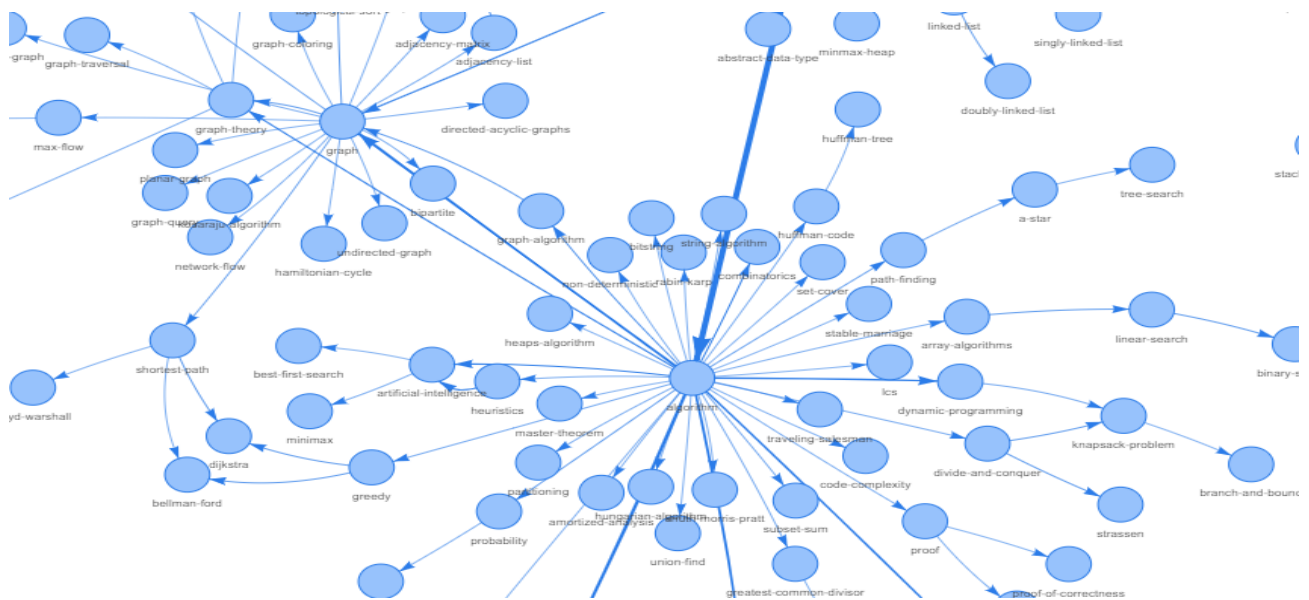 linked-list
graph-coloring
adjacency-matrix
abstract-data-type
minmax-heap
singly-linked-list
-graph
graph-traversal
adjacency-list
doubly-linked-list
graph-theory
directed-acyclic-graphs
huffman-tree
max-flow
graph
planar-graph
tree-search
stac
graph-query
kosaraju-algorithm
bipartite
a-star
undirected-graph
graph-algorithm
bitstring
string-algorithm
huffman-code
network-flow
hamiltonian-cycle
non-deterministic
rabin-karp
combinatorics
path-finding
set-cover
stable-marriage
heaps-algorithm
array-algorithms
linear-search
shortest-path
best-first-search
binary-s
artificial-intelligence
lcs
yd-warshall
heuristics
algorithm
dynamic-programming
minimax
master-theorem
traveling-salesman
knapsack-problem
dijkstra
divide-and-conquer
code-complexity
bellman-ford
greedy
partitioning
branch-and-bound
amortized-analysis
hungarian-algorithm
knuth-morris-pratt
subset-sum
strassen
probability
union-find
proof
greatest-common-divisor
proof-of-correctness